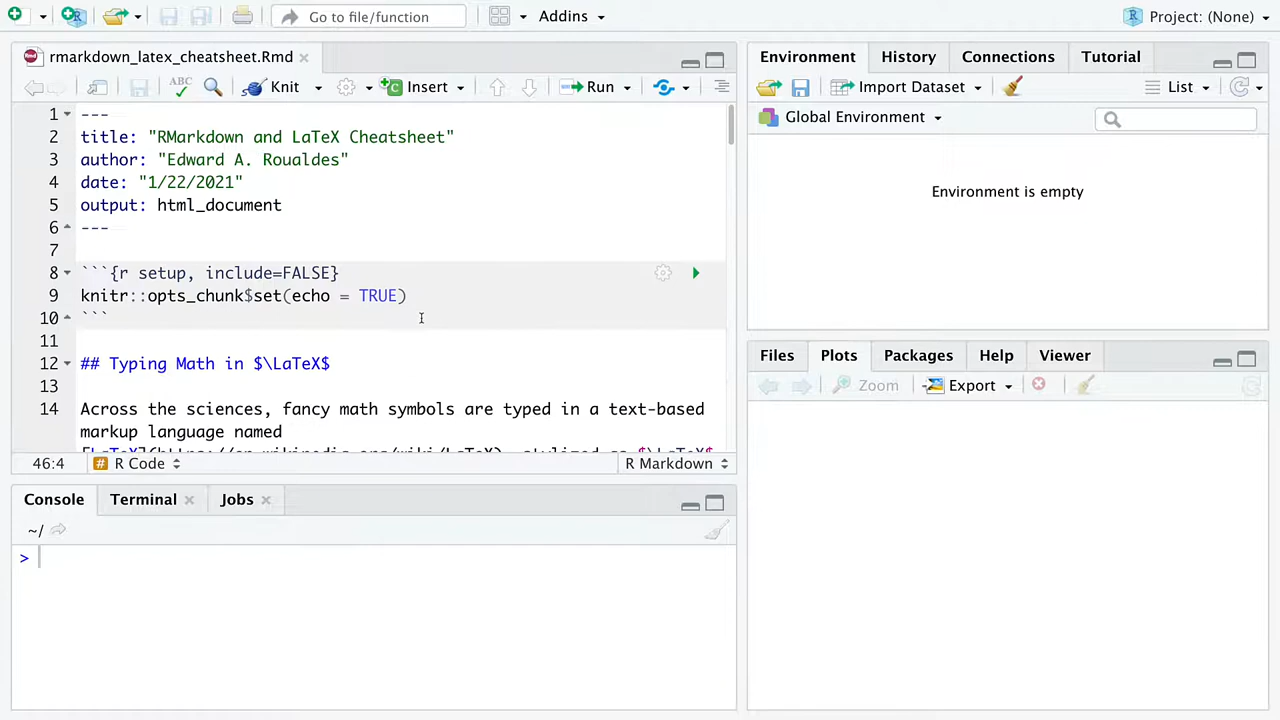 Go to file/function
Addins
Project: (None)
rmarkdown_latex_cheatsheet.Rmd
ABC
Knit
Insert
Run
1 ---
2 title: "RMarkdown and LaTeX Cheatsheet"
3 author: "Edward A. Roualdes"
4 date: "1/22/2021"
5 output: html_document
6 ---
7
8 ```{r setup, include=FALSE}
9 knitr::opts_chunk$set(echo = TRUE)
10 ```
11
12 ## Typing Math in $\LaTeX$
13
14 Across the sciences, fancy math symbols are typed in a text-based
markup language named
46:4
# R Code
R Markdown
Console
Terminal
Jobs
~/
>
Environment
History
Connections
Tutorial
Import Dataset
List
Global Environment
Environment is empty
Files
Plots
Packages
Help
Viewer
Zoom
Export